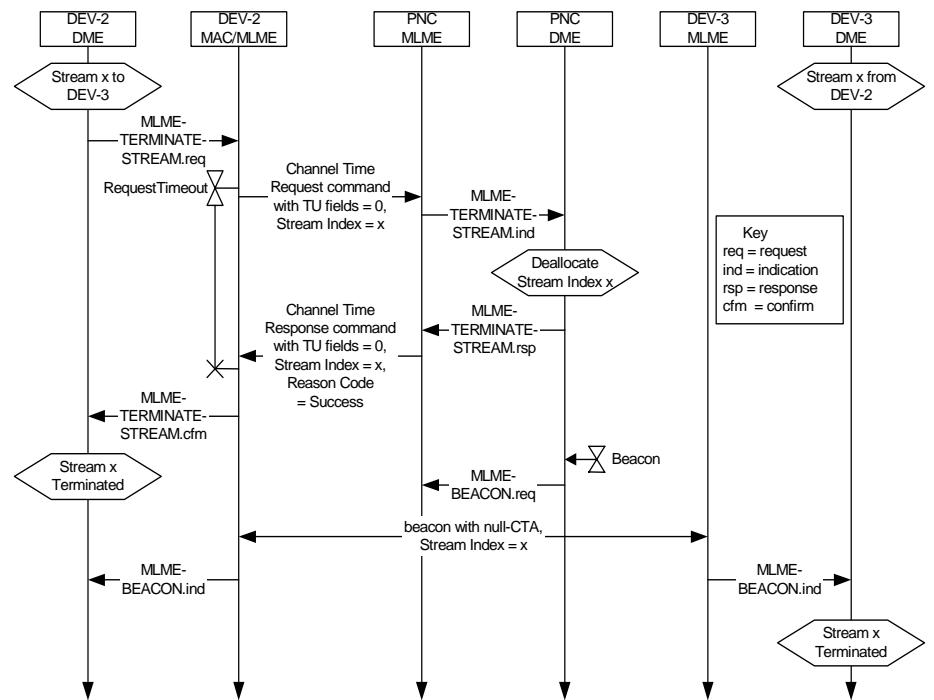 DEV-2
DME
DEV-2
MAC/MLME
PNC
MLME
PNC
DME
DEV-3
MLME
DEV-3
DME
Stream x to
DEV-3
Stream x from
DEV-2
MLME-
TERMINATE-
STREAM.req
RequestTimeout
Channel Time
Request command
with TU fields = 0,
Stream Index = x
MLME-
TERMINATE-
STREAM.ind
Key
req = request
ind = indication
rsp = response
cfm = confirm
Deallocate
Stream Index x
Channel Time
Response command
with TU fields = 0,
Stream Index = x,
Reason Code
= Success
MLME-
TERMINATE-
STREAM.rsp
MLME-
TERMINATE-
STREAM.cfm
Stream x
Terminated
Beacon
MLME-
BEACON.req
beacon with null-CTA,
Stream Index = x
MLME-
BEACON.ind
MLME-
BEACON.ind
Stream x
Terminated